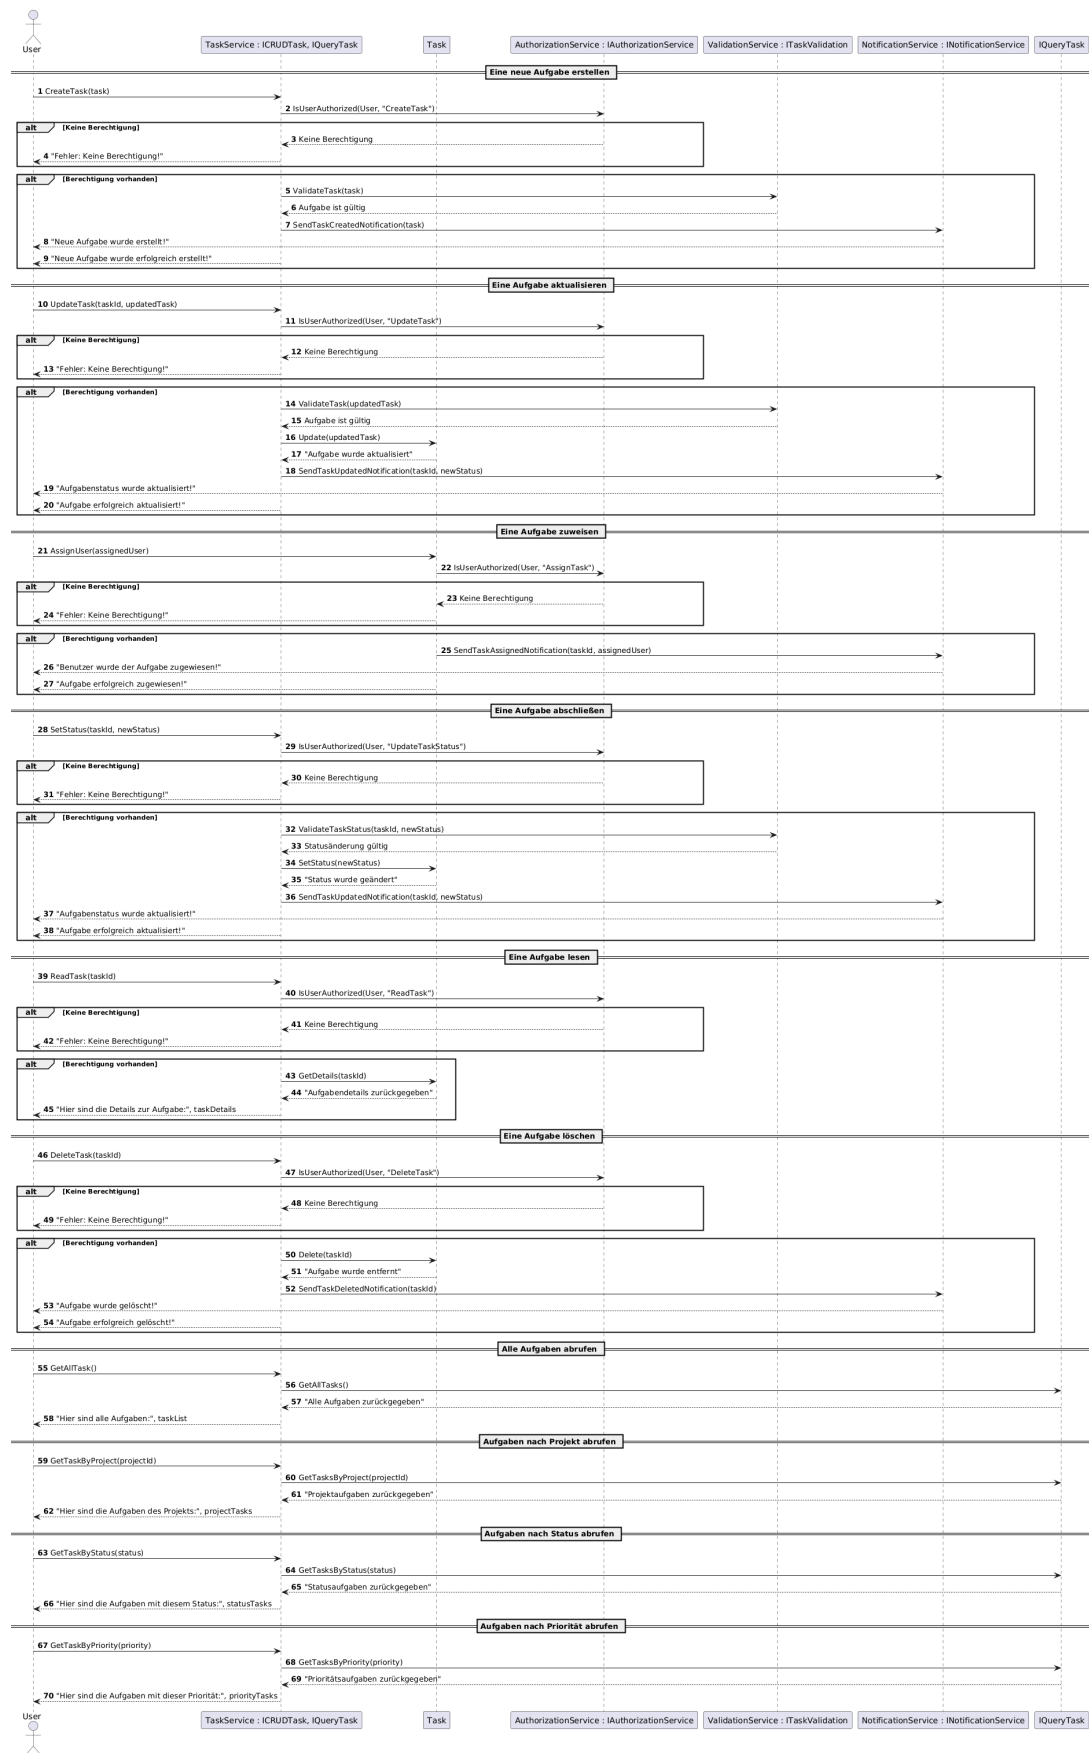 User
TaskService : ICRUDTask, IQueryTask
Task
AuthorizationService : IAuthorizationService
ValidationService : ITaskValidation
NotificationService : INotificationService
IQueryTask
Eine neue Aufgabe erstellen
1 CreateTask(task)
2 IsUserAuthorized(User, "CreateTask")
alt [Keine Berechtigung]
3 Keine Berechtigung
4 "Fehler: Keine Berechtigung!"
alt [Berechtigung vorhanden]
5 ValidateTask(task)
6 Aufgabe ist gültig
7 SendTaskCreatedNotification(task)
8 "Neue Aufgabe wurde erstellt!"
9 "Neue Aufgabe wurde erfolgreich erstellt!"
Eine Aufgabe aktualisieren
10 UpdateTask(taskId, updatedTask)
11 IsUserAuthorized(User, "UpdateTask")
alt [Keine Berechtigung]
12 Keine Berechtigung
13 "Fehler: Keine Berechtigung!"
alt [Berechtigung vorhanden]
14 ValidateTask(updatedTask)
15 Aufgabe ist gültig
16 Update(updatedTask)
17 "Aufgabe wurde aktualisiert"
18 SendTaskUpdatedNotification(taskId, newStatus)
19 "Aufgabenstatus wurde aktualisiert!"
20 "Aufgabe erfolgreich aktualisiert!"
Eine Aufgabe zuweisen
21 AssignUser(assignedUser)
22 IsUserAuthorized(User, "AssignTask")
alt [Keine Berechtigung]
23 Keine Berechtigung
24 "Fehler: Keine Berechtigung!"
alt [Berechtigung vorhanden]
25 SendTaskAssignedNotification(taskId, assignedUser)
26 "Benutzer wurde der Aufgabe zugewiesen!"
27 "Aufgabe erfolgreich zugewiesen!"
Eine Aufgabe abschließen
28 SetStatus(taskId, newStatus)
29 IsUserAuthorized(User, "UpdateTaskStatus")
alt [Keine Berechtigung]
30 Keine Berechtigung
31 "Fehler: Keine Berechtigung!"
alt [Berechtigung vorhanden]
32 ValidateTaskStatus(taskId, newStatus)
33 Statusänderung gültig
34 SetStatus(newStatus)
35 "Status wurde geändert"
36 SendTaskUpdatedNotification(taskId, newStatus)
37 "Aufgabenstatus wurde aktualisiert!"
38 "Aufgabe erfolgreich aktualisiert!"
Eine Aufgabe lesen
39 ReadTask(taskId)
40 IsUserAuthorized(User, "ReadTask")
alt [Keine Berechtigung]
41 Keine Berechtigung
42 "Fehler: Keine Berechtigung!"
alt [Berechtigung vorhanden]
43 GetDetails(taskId)
44 "Aufgabendetails zurückgegeben"
45 "Hier sind die Details zur Aufgabe:", taskDetails
Eine Aufgabe löschen
46 DeleteTask(taskId)
47 IsUserAuthorized(User, "DeleteTask")
alt [Keine Berechtigung]
48 Keine Berechtigung
49 "Fehler: Keine Berechtigung!"
alt [Berechtigung vorhanden]
50 Delete(taskId)
51 "Aufgabe wurde entfernt"
52 SendTaskDeletedNotification(taskId)
53 "Aufgabe wurde gelöscht!"
54 "Aufgabe erfolgreich gelöscht!"
Alle Aufgaben abrufen
55 GetAllTask()
56 GetAllTasks()
57 "Alle Aufgaben zurückgegeben"
58 "Hier sind alle Aufgaben:", taskList
Aufgaben nach Projekt abrufen
59 GetTaskByProject(projectId)
60 GetTasksByProject(projectId)
61 "Projektaufgaben zurückgegeben"
62 "Hier sind die Aufgaben des Projekts:", projectTasks
Aufgaben nach Status abrufen
63 GetTaskByStatus(status)
64 GetTasksByStatus(status)
65 "Statusaufgaben zurückgegeben"
66 "Hier sind die Aufgaben mit diesem Status:", statusTasks
Aufgaben nach Priorität abrufen
67 GetTaskByPriority(priority)
68 GetTasksByPriority(priority)
69 "Prioritätsaufgaben zurückgegeben"
70 "Hier sind die Aufgaben mit dieser Priorität:", priorityTasks
User
TaskService : ICRUDTask, IQueryTask
Task
AuthorizationService : IAuthorizationService
ValidationService : ITaskValidation
NotificationService : INotificationService
IQueryTask